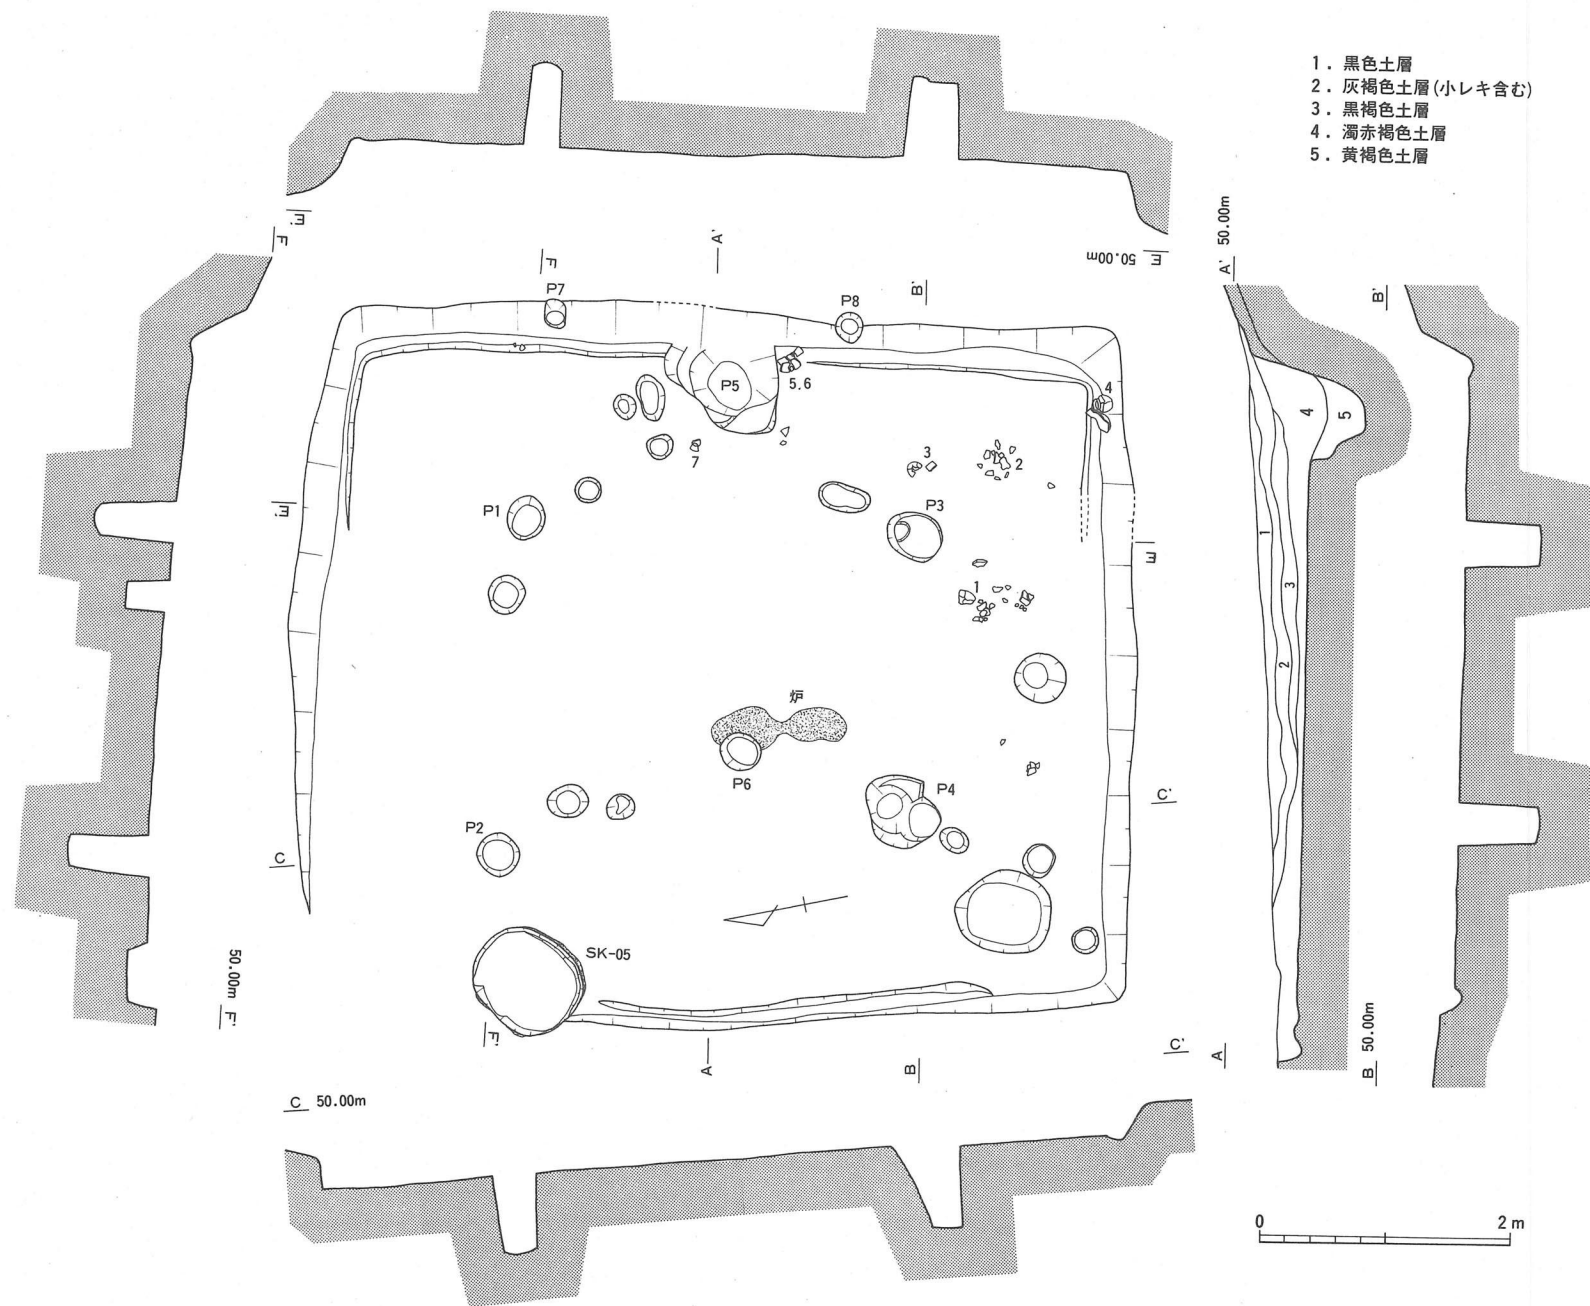 1. 黒色土層
2. 灰褐色土層(小レキ含む)
3. 黒褐色土層
4. 濁赤褐色土層
5. 黄褐色土層
E'
F
F
A'
B'
50.00m E
A' 50.00m
B'
P7
P8
P5
5.6
4
7
3
2
P1
P3
E'
E
1
炉
P6
P4
C'
P2
C
SK-05
F'
50.00m F'
A
B
C'
A
B 50.00m
1
2
3
4
5
C 50.00m
0 2m